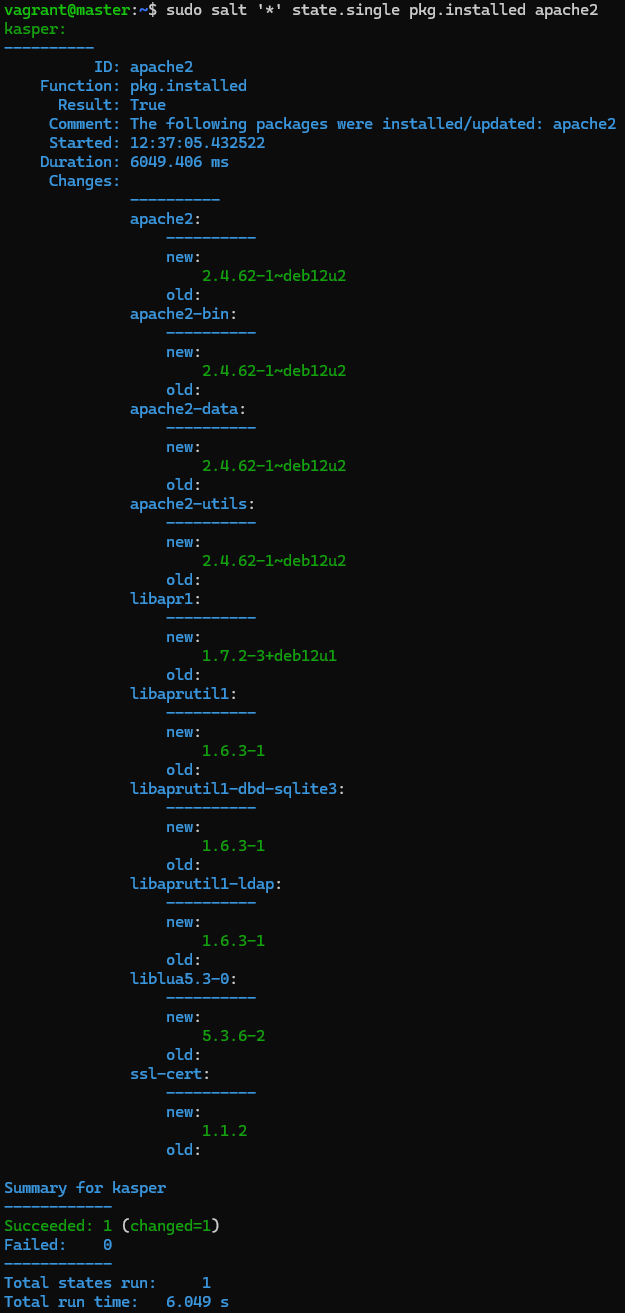 vagrant@master:~$ sudo salt '*' state.single pkg.installed apache2
kasper:
----------
          ID: apache2
    Function: pkg.installed
      Result: True
     Comment: The following packages were installed/updated: apache2
     Started: 12:37:05.432522
    Duration: 6049.406 ms
     Changes:
              ----------
              apache2:
                  ----------
                  new:
                      2.4.62-1~deb12u2
                  old:
              apache2-bin:
                  ----------
                  new:
                      2.4.62-1~deb12u2
                  old:
              apache2-data:
                  ----------
                  new:
                      2.4.62-1~deb12u2
                  old:
              apache2-utils:
                  ----------
                  new:
                      2.4.62-1~deb12u2
                  old:
              libapr1:
                  ----------
                  new:
                      1.7.2-3+deb12u1
                  old:
              libaprutil1:
                  ----------
                  new:
                      1.6.3-1
                  old:
              libaprutil1-dbd-sqlite3:
                  ----------
                  new:
                      1.6.3-1
                  old:
              libaprutil1-ldap:
                  ----------
                  new:
                      1.6.3-1
                  old:
              liblua5.3-0:
                  ----------
                  new:
                      5.3.6-2
                  old:
              ssl-cert:
                  ----------
                  new:
                      1.1.2
                  old:

Summary for kasper
------------
Succeeded: 1 (changed=1)
Failed:    0
------------
Total states run:     1
Total run time:   6.049 s